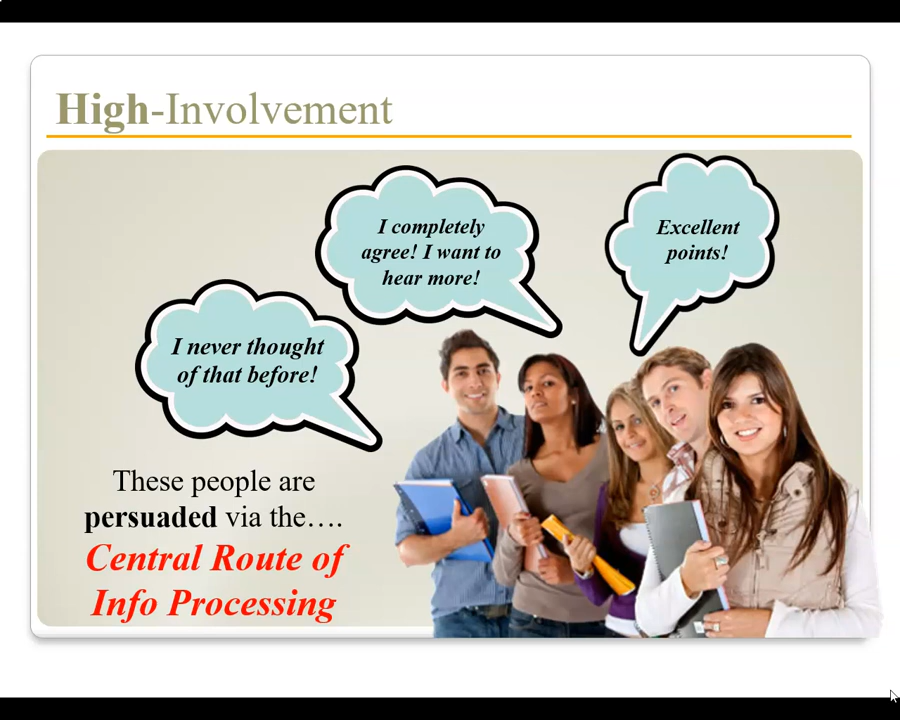 High-Involvement
I completely
agree! I want to
hear more!
Excellent
points!
I never thought
of that before!
These people are
persuaded via the….
Central Route of
Info Processing